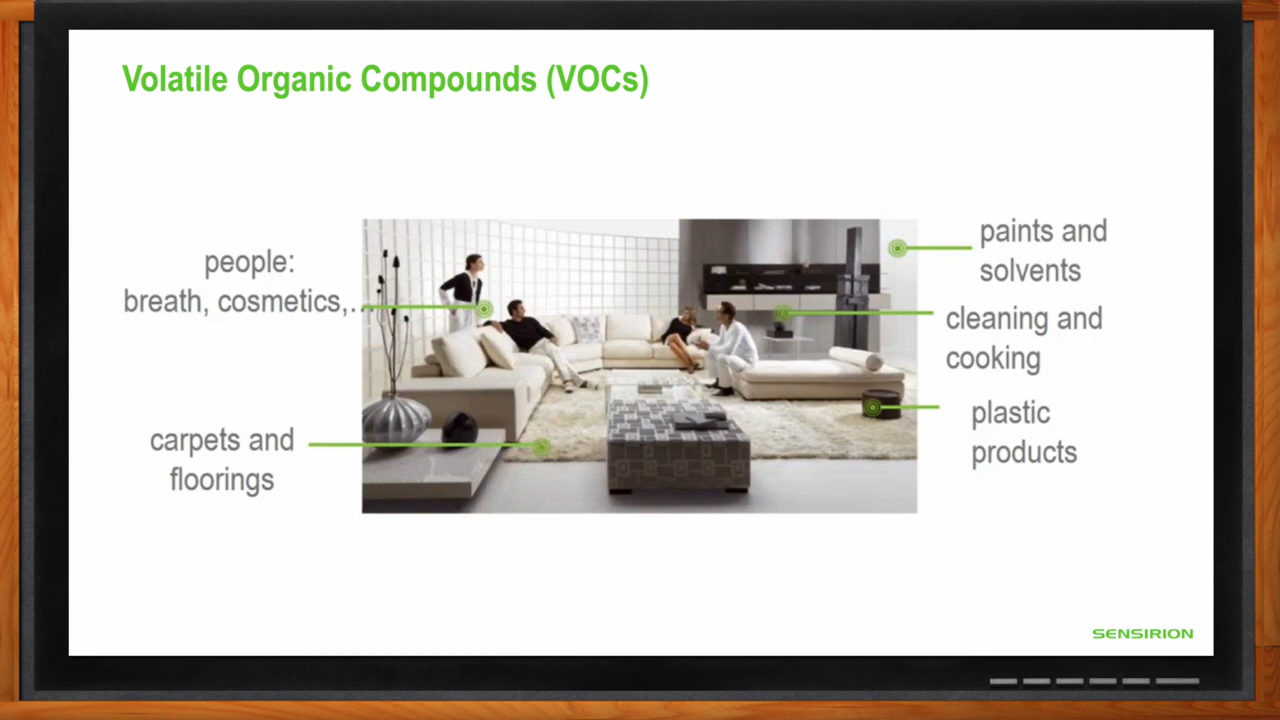 Volatile Organic Compounds (VOCs)
people:
breath, cosmetics,...
carpets and
floorings
paints and
solvents
cleaning and
cooking
plastic
products
SENSIRION